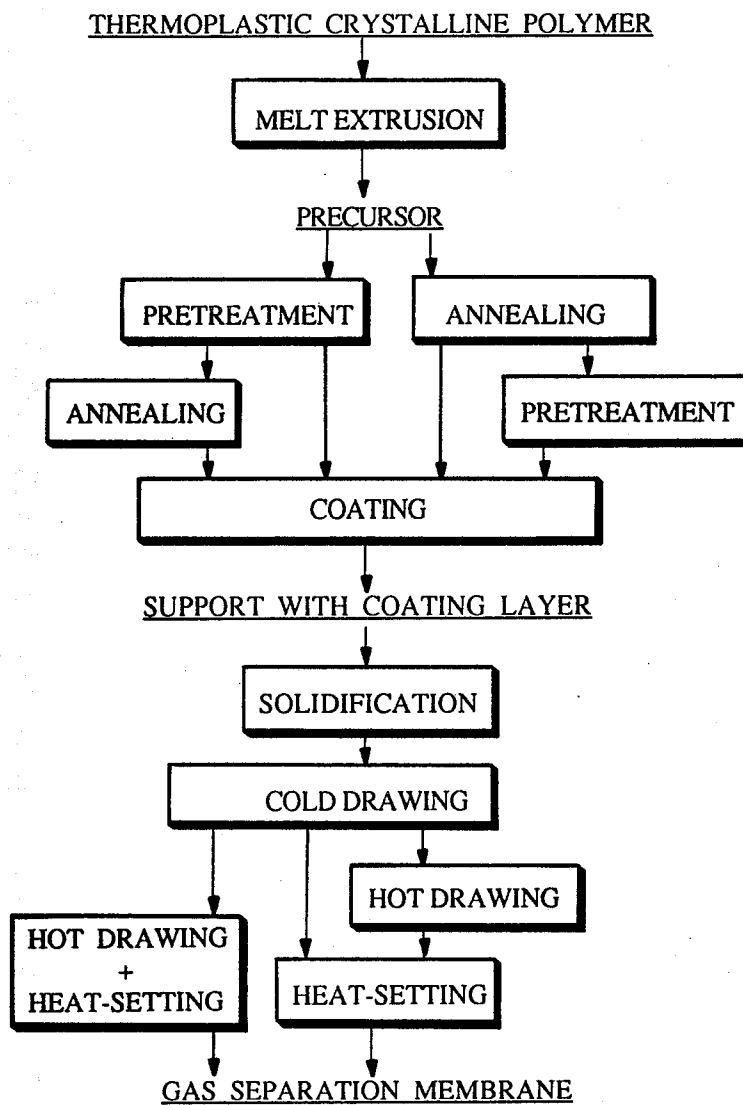 THERMOPLASTIC CRYSTALLINE POLYMER
MELT EXTRUSION
PRECURSOR
PRETREATMENT
ANNEALING
ANNEALING
PRETREATMENT
COATING
SUPPORT WITH COATING LAYER
SOLIDIFICATION
COLD DRAWING
HOT DRAWING
HOT DRAWING
+
HEAT-SETTING
HEAT-SETTING
GAS SEPARATION MEMBRANE